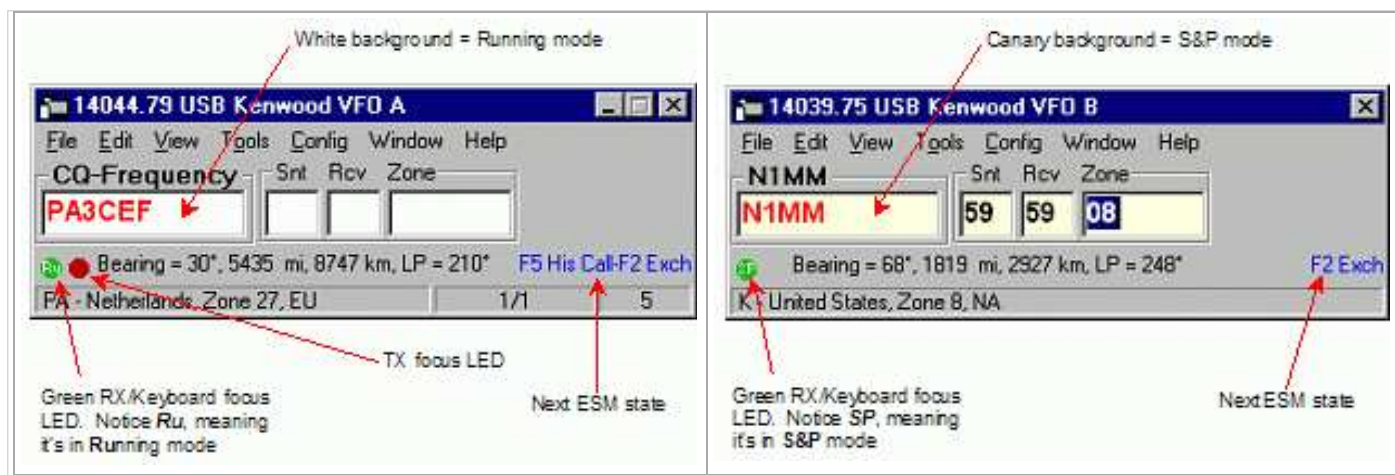 White background = Running mode
14044.79 USB Kenwood VFO A
File Edit View Tools Config Window Help
CQ-Frequency Snt Rcv Zone
PA3CEF
Ru Bearing = 30°, 5435 mi, 8747 km, LP = 210° F5 His Call-F2 Exch
PA - Netherlands, Zone 27, EU 1/1 5
TX focus LED
Green RX/Keyboard focus
LED. Notice Ru, meaning
it's in Running mode
Next ESM state
Canary background = S&P mode
14039.75 USB Kenwood VFO B
File Edit View Tools Config Window Help
N1MM Snt Rcv Zone
N1MM 59 59 08
SP Bearing = 68°, 1819 mi, 2927 km, LP = 248° F2 Exch
K - United States, Zone 8, NA
Green RX/Keyboard focus
LED. Notice SP, meaning
it's in S&P mode
Next ESM state